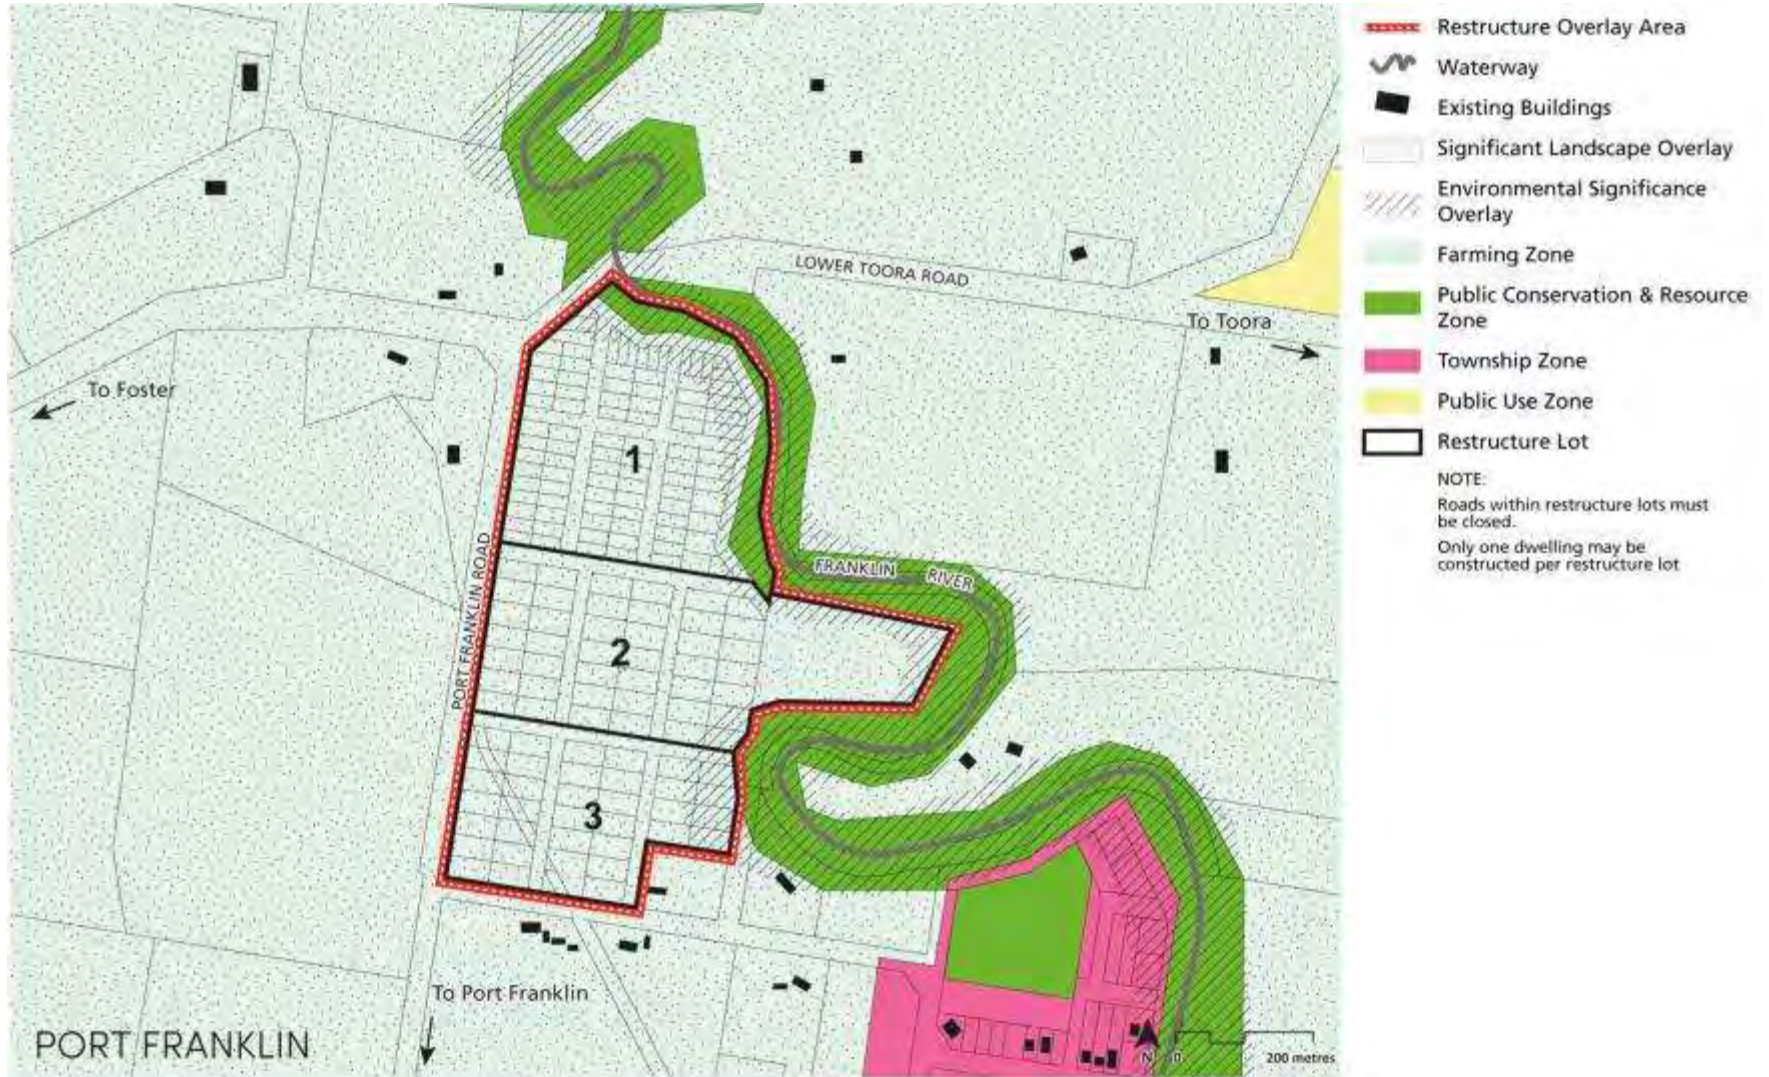 Restructure Overlay Area
Waterway
Existing Buildings
Significant Landscape Overlay
Environmental Significance
Overlay
Farming Zone
Public Conservation & Resource
Zone
Township Zone
Public Use Zone
Restructure Lot
NOTE:
Roads within restructure lots must
be closed.
Only one dwelling may be
constructed per restructure lot
LOWER TOORA ROAD
To Toora
To Foster
1
PORT FRANKLIN ROAD
FRANKLIN RIVER
2
3
To Port Franklin
PORT FRANKLIN
N 0 200 metres